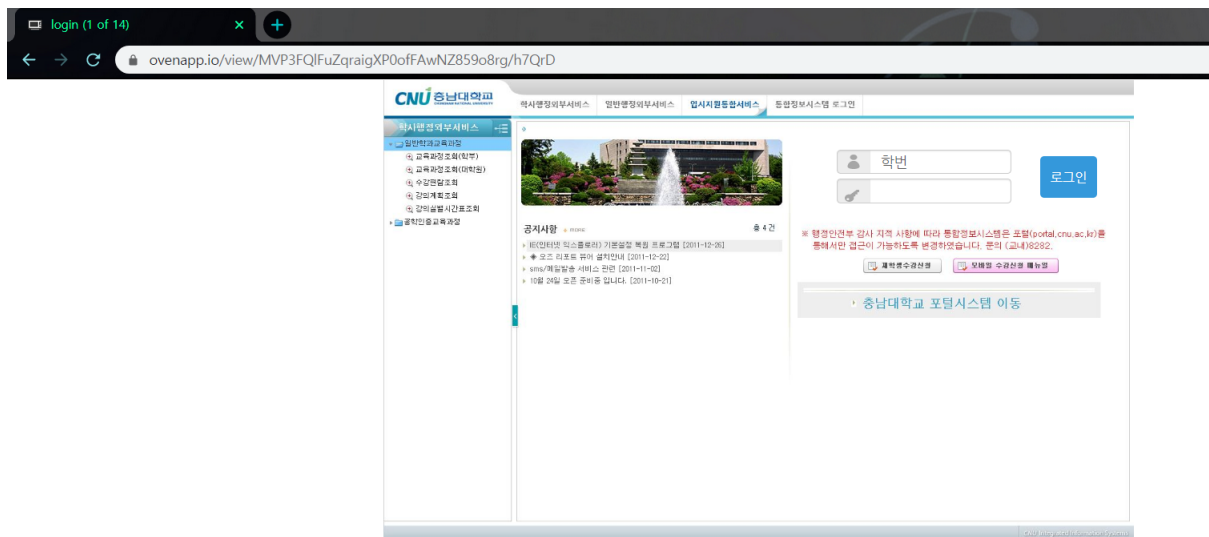 login (1 of 14)
ovenapp.io/view/MVP3FQlFuZqraigXP0ofFAwNZ859o8rg/h7QrD
CNU 충남대학교
학사행정외부서비스 일반행정외부서비스 입시지원통합서비스 통합정보시스템 로그인
학사행정외부서비스
일반학과교육과정
교육과정조회(학부)
교육과정조회(대학원)
수강편람조회
강의계획조회
강의실별시간표조회
공학인증교육과정
공지사항 more 총 4 건
IE(인터넷 익스플로러) 기본설정 복원 프로그램 [2011-12-26]
◈ 오즈 리포트 뷰어 설치안내 [2011-12-22]
sms/메일발송 서비스 관련 [2011-11-02]
10월 24일 오픈 준비중 입니다. [2011-10-21]
학번
로그인
※ 행정안전부 감사 지적 사항에 따라 통합정보시스템은 포탈(portal.cnu.ac.kr)를
통해서만 접근이 가능하도록 변경하였습니다. 문의 (교내)8282.
재학생수강신청 모바일 수강신청 매뉴얼
충남대학교 포털시스템 이동